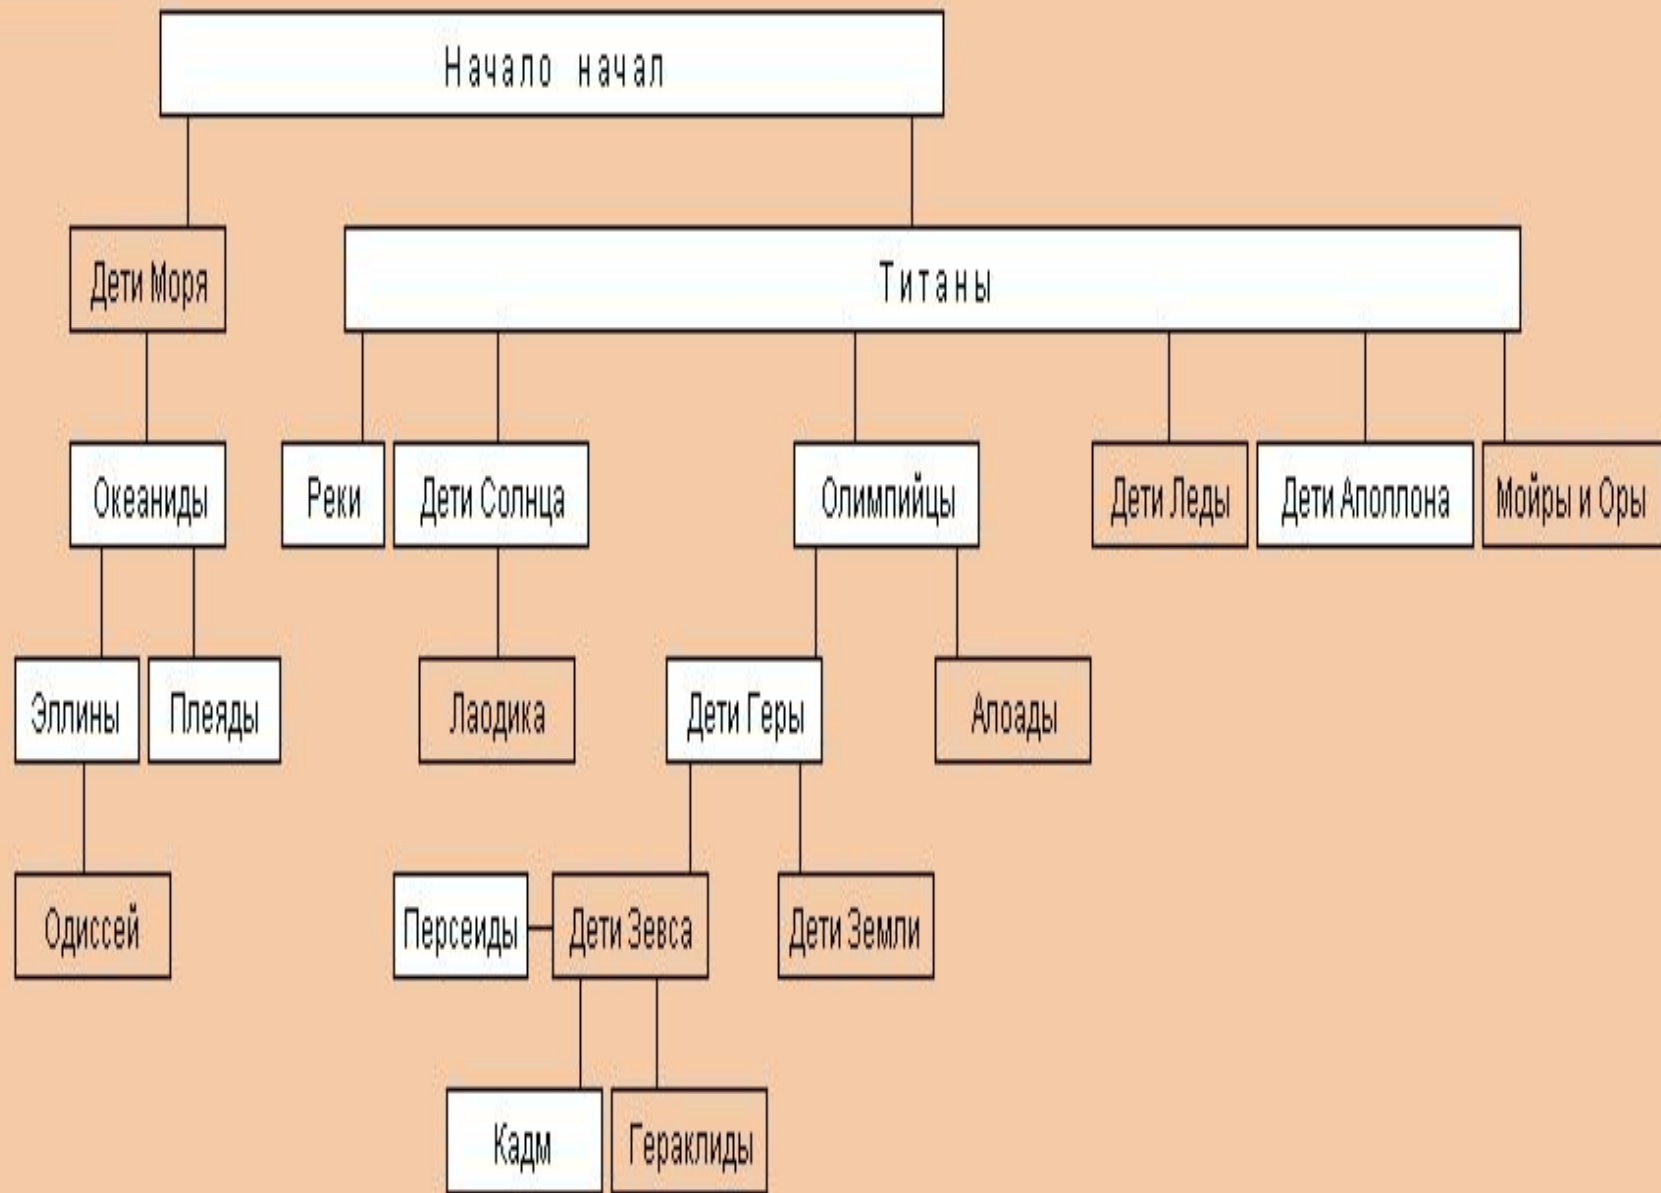 Начало начал
Дети Моря
Титаны
Океаниды
Реки
Дети Солнца
Олимпийцы
Дети Леды
Дети Аполлона
Мойры и Оры
Эллины
Плеяды
Лаодика
Дети Геры
Алоады
Одиссей
Персеиды
Дети Зевса
Дети Земли
Кадм
Гераклиды